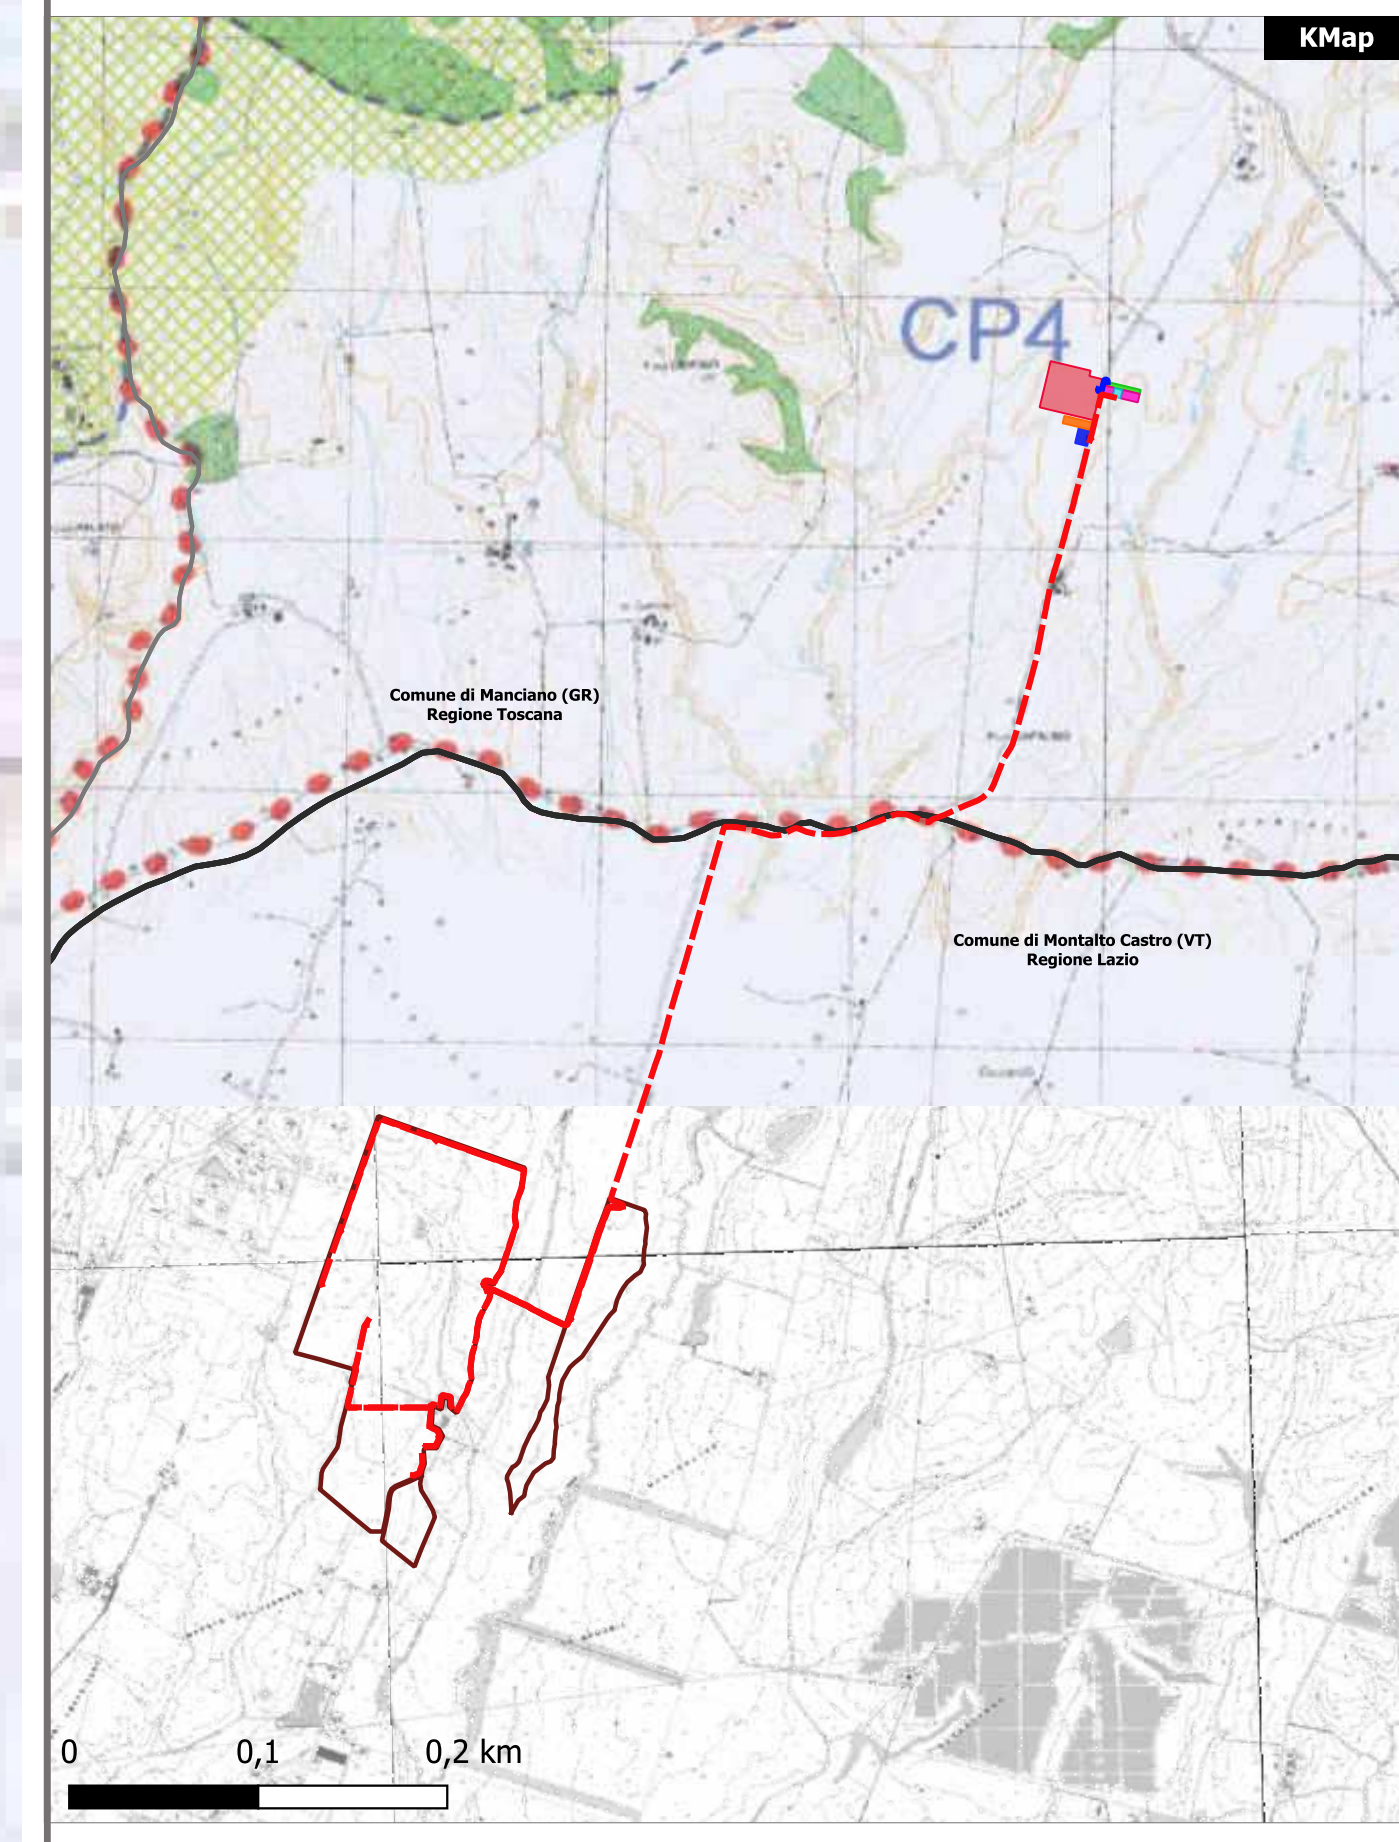 KMap
CP4
Comune di Manciano (GR)
Regione Toscana
Comune di Montalto Castro (VT)
Regione Lazio
0 0,1 0,2 km